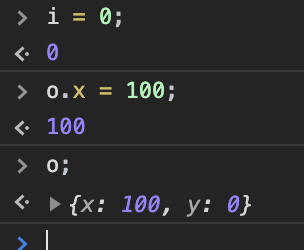 i = 0;
0
o.x = 100;
100
o;
{x: 100, y: 0}